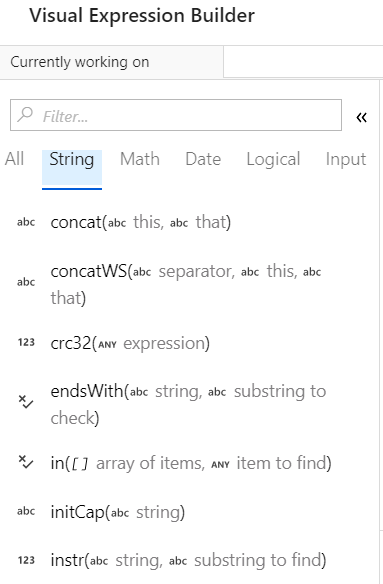 Visual Expression Builder
Currently working on
Filter...
«
All String Math Date Logical Input
abc concat(abc this, abc that)
abc concatWS(abc separator, abc this, abc
that)
123 crc32(ANY expression)
endsWith(abc string, abc substring to
check)
in([ ] array of items, ANY item to find)
abc initCap(abc string)
123 instr(abc string, abc substring to find)